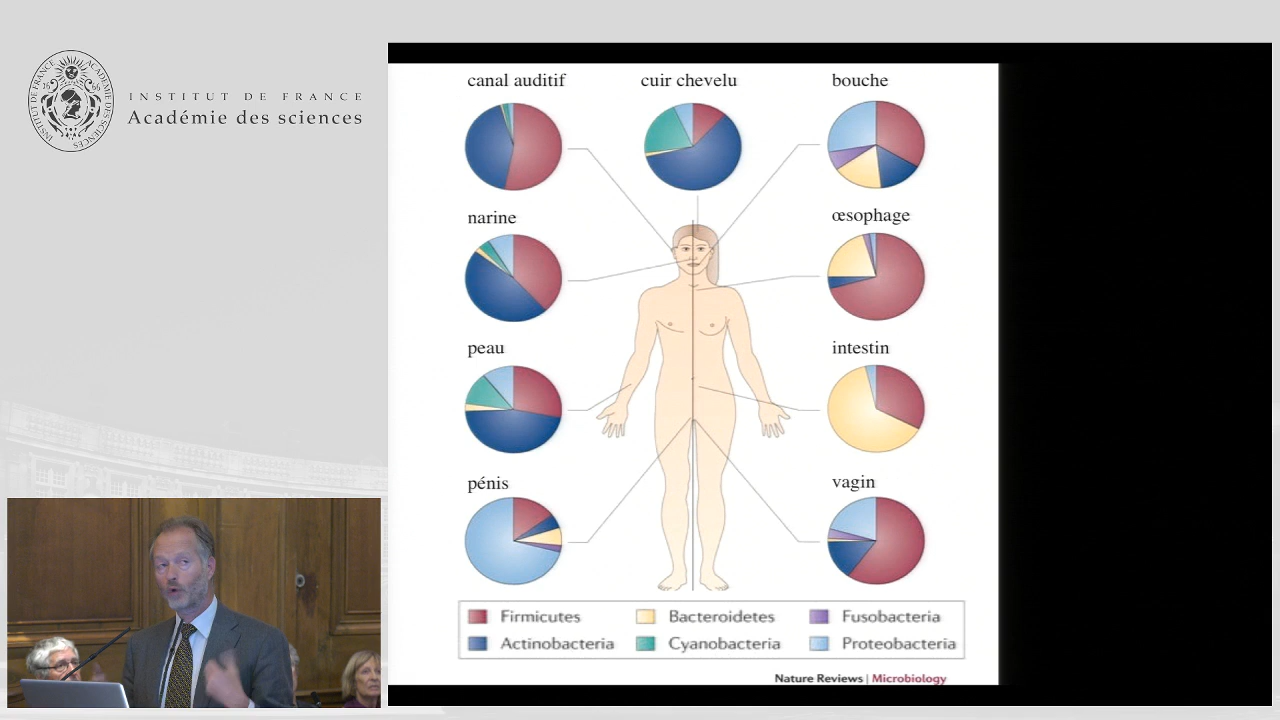 INSTITUT DE FRANCE
Académie des sciences
canal auditif
cuir chevelu
bouche
narine
œsophage
peau
intestin
pénis
vagin
Firmicutes
Bacteroidetes
Fusobacteria
Actinobacteria
Cyanobacteria
Proteobacteria
Nature Reviews | Microbiology